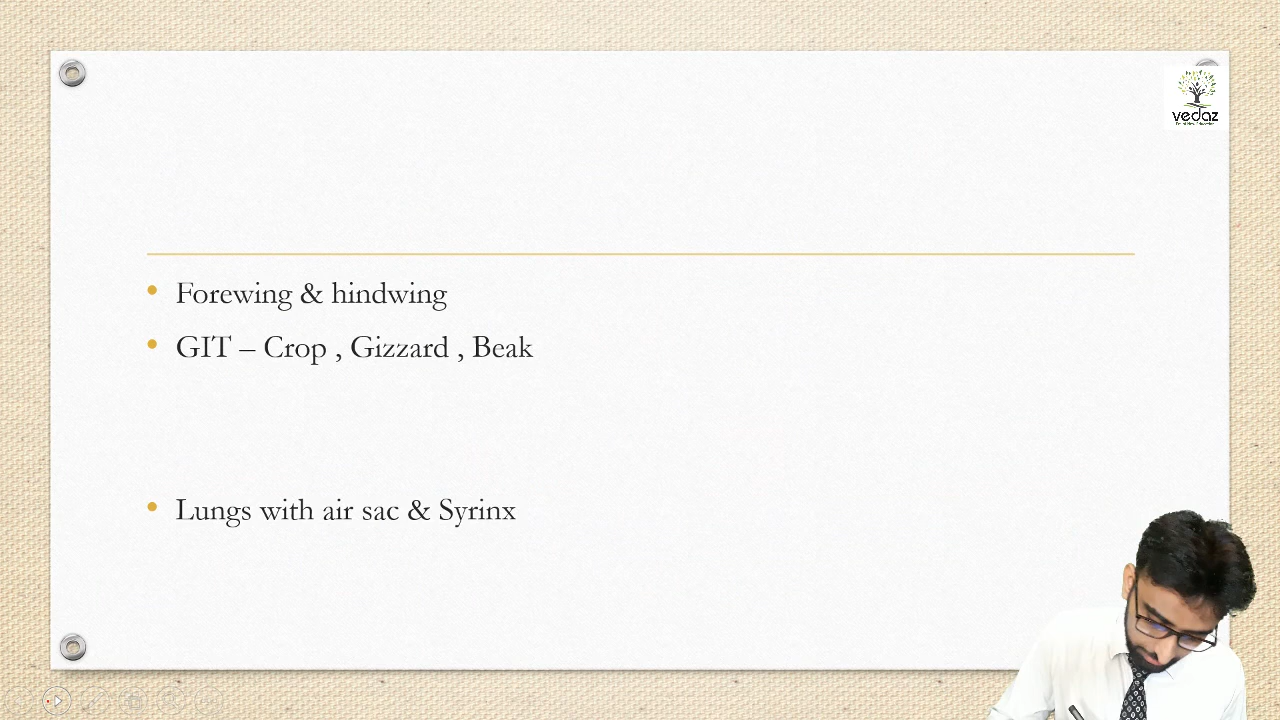 vedaz
Forewing & hindwing
GIT – Crop , Gizzard , Beak
Lungs with air sac & Syrinx